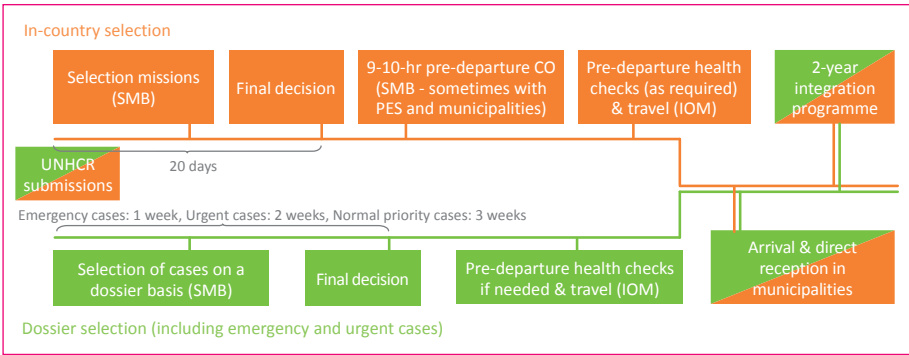 In-country selection
Selection missions
(SMB)
Final decision
9-10-hr pre-departure CO
(SMB - sometimes with
PES and municipalities)
Pre-departure health
checks (as required)
& travel (IOM)
2-year
integration
programme
20 days
UNHCR
submissions
Emergency cases: 1 week, Urgent cases: 2 weeks, Normal priority cases: 3 weeks
Selection of cases on a
dossier basis (SMB)
Final decision
Pre-departure health checks
if needed & travel (IOM)
Arrival & direct
reception in
municipalities
Dossier selection (including emergency and urgent cases)